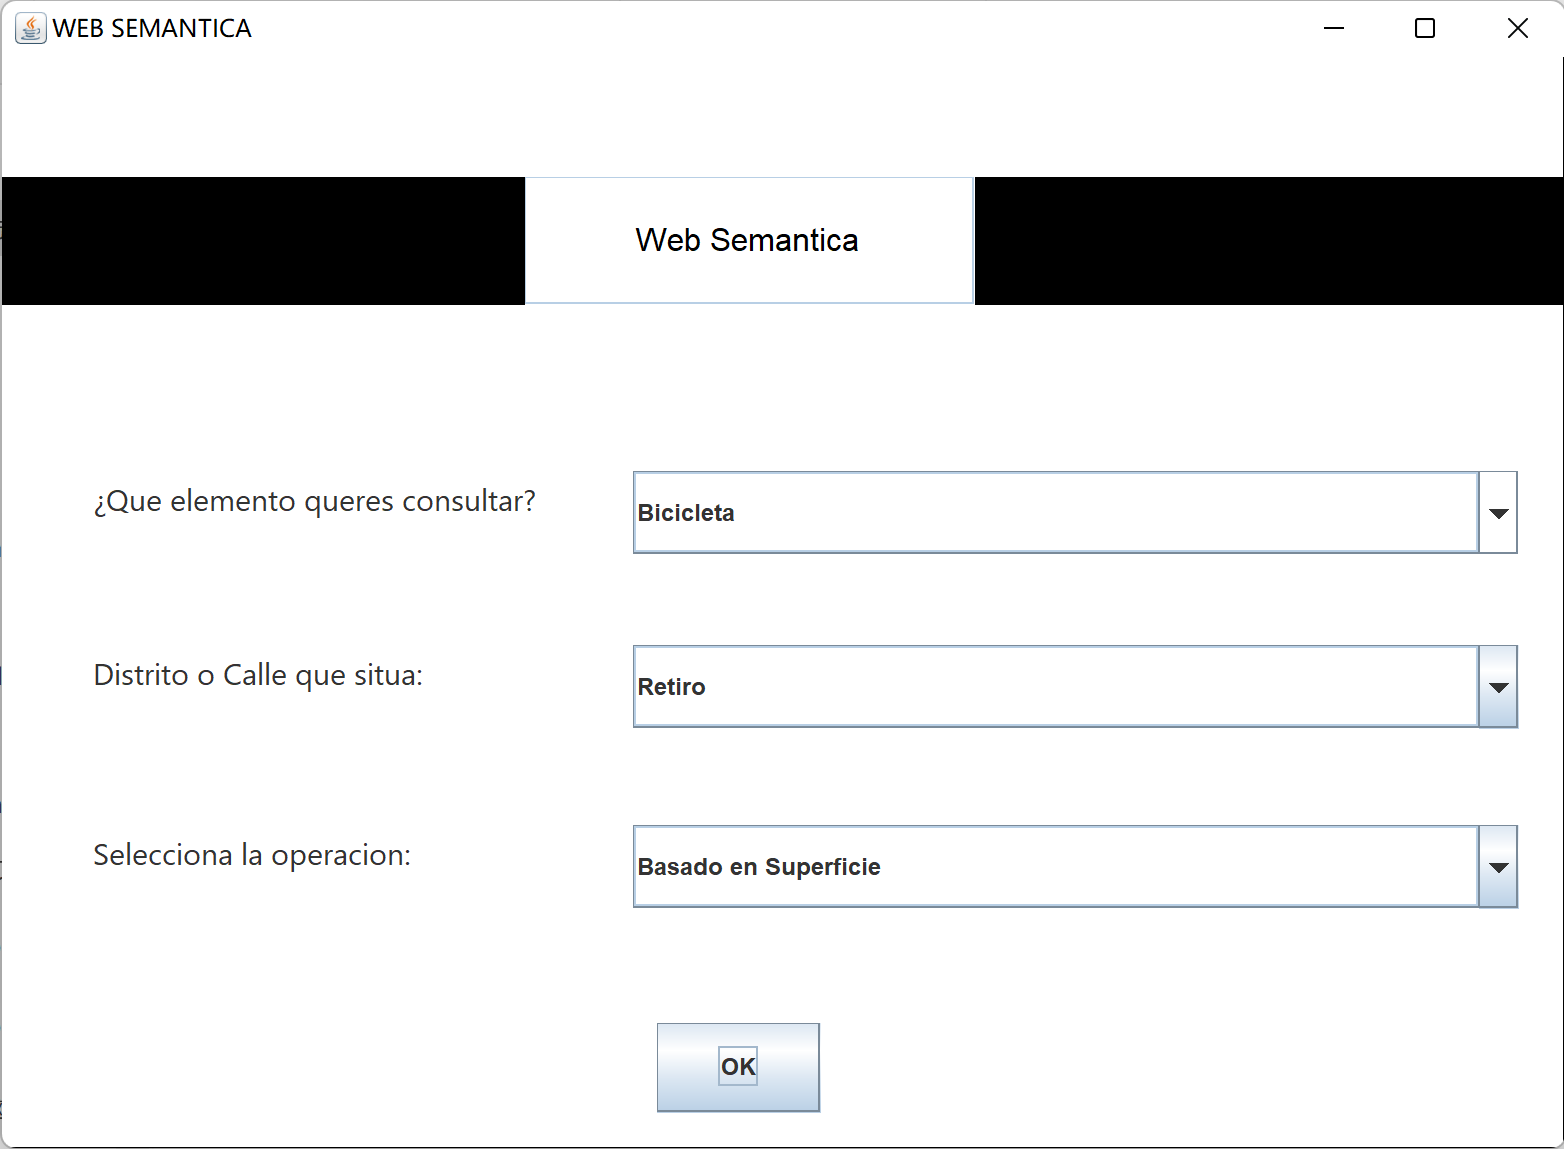 WEB SEMANTICA
Web Semantica
¿Que elemento queres consultar?
Bicicleta
Distrito o Calle que situa:
Retiro
Selecciona la operacion:
Basado en Superficie
OK